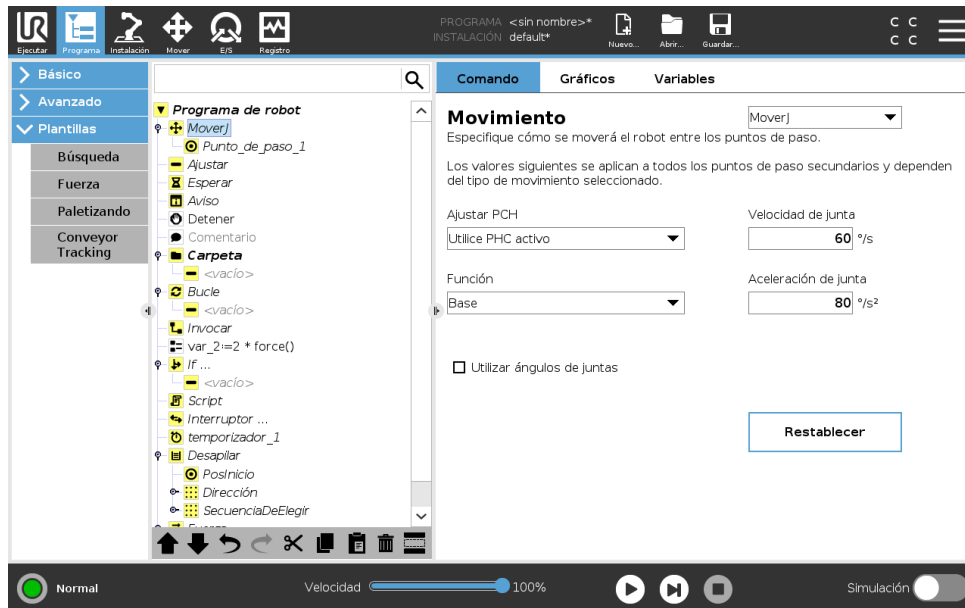 PROGRAMA <sin nombre>*
INSTALACIÓN default*
Ejecutar
Programa
Instalación
Mover
E/S
Registro
Nuevo...
Abrir...
Guardar...
C C
C C
Básico
Avanzado
Plantillas
Búsqueda
Fuerza
Paletizando
Conveyor
Tracking
Programa de robot
MoverJ
Punto_de_paso_1
Ajustar
Esperar
Aviso
Detener
Comentario
Carpeta
<vacío>
Bucle
<vacío>
Invocar
var_2:=2 * force()
If ...
<vacío>
Script
Interruptor ...
temporizador_1
Desapilar
PosInicio
Dirección
SecuenciaDeElegir
Comando
Gráficos
Variables
Movimiento
MoverJ
Especifique cómo se moverá el robot entre los puntos de paso.
Los valores siguientes se aplican a todos los puntos de paso secundarios y dependen
del tipo de movimiento seleccionado.
Ajustar PCH
Velocidad de junta
Utilice PHC activo
60 °/s
Función
Aceleración de junta
Base
80 °/s²
Utilizar ángulos de juntas
Restablecer
Normal
Velocidad
100%
Simulación